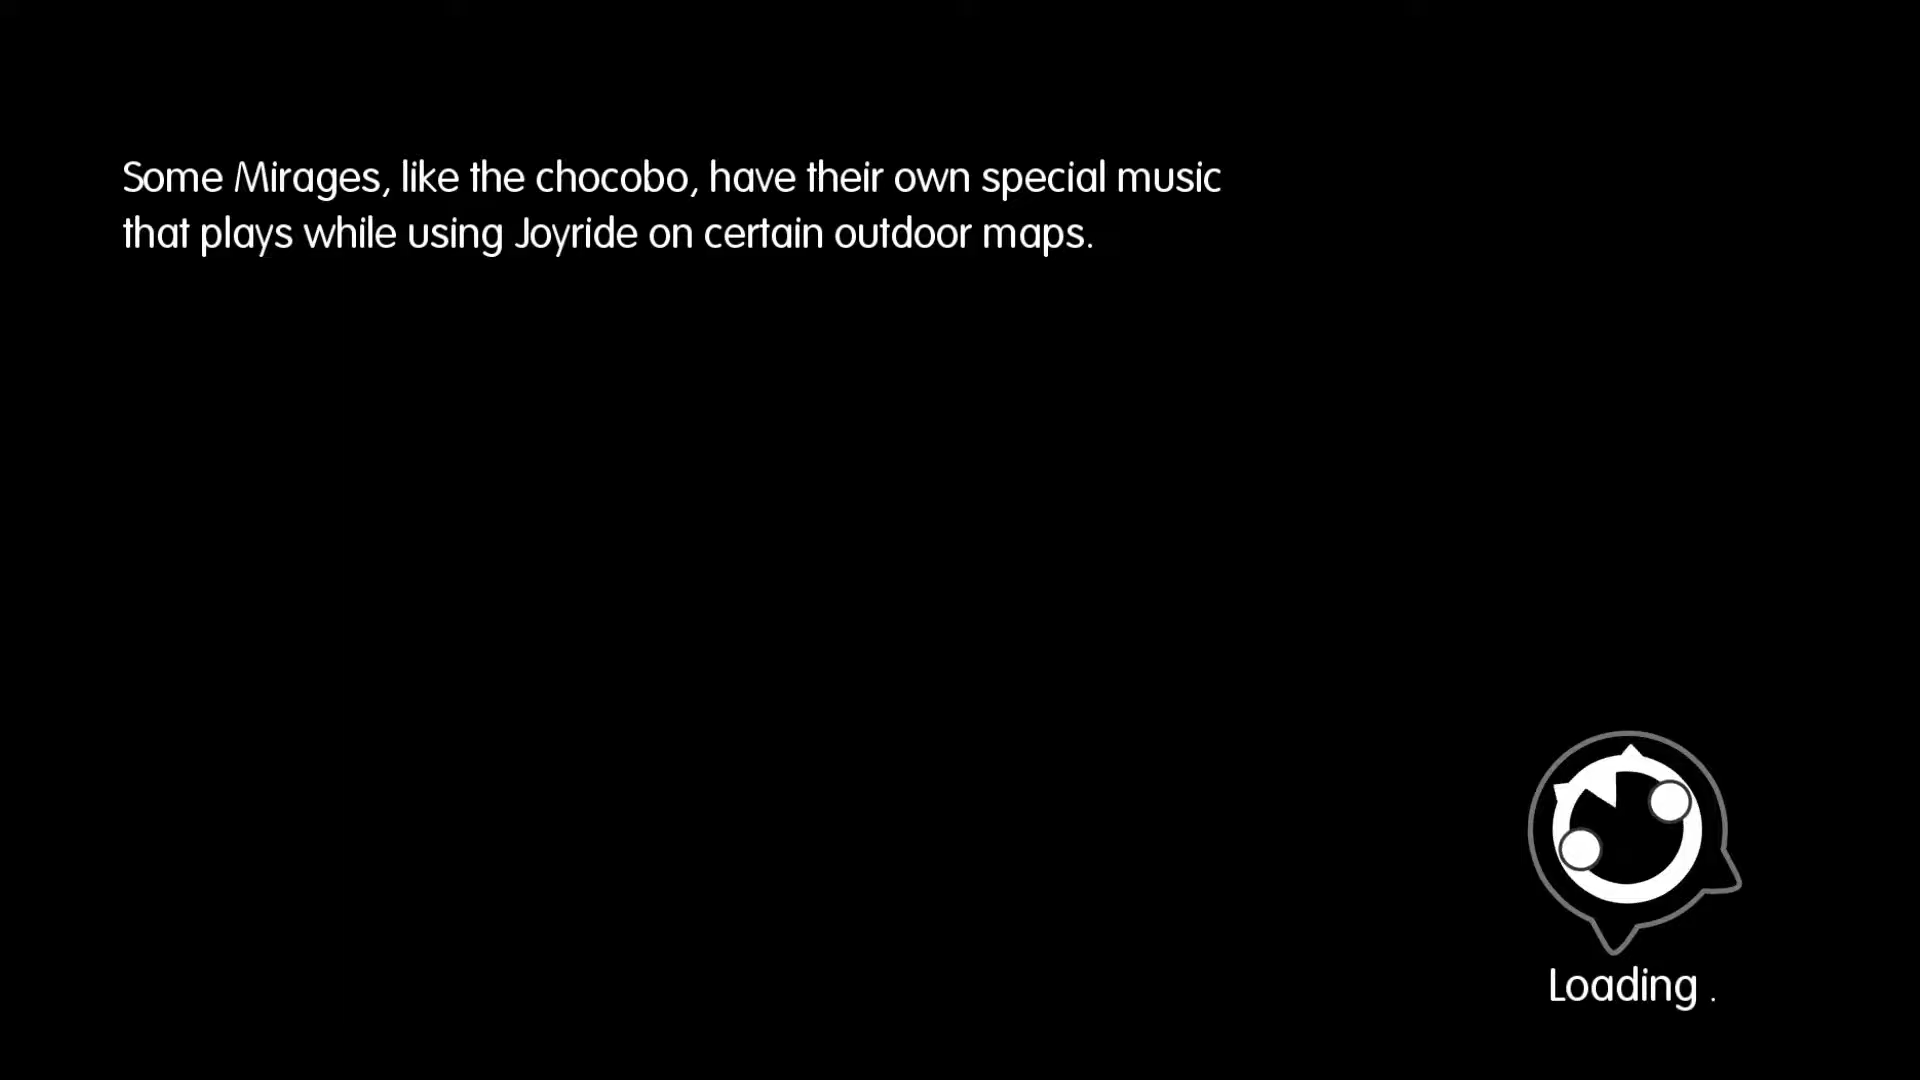 Some Mirages, like the chocobo, have their own special music
that plays while using Joyride on certain outdoor maps.
Loading .